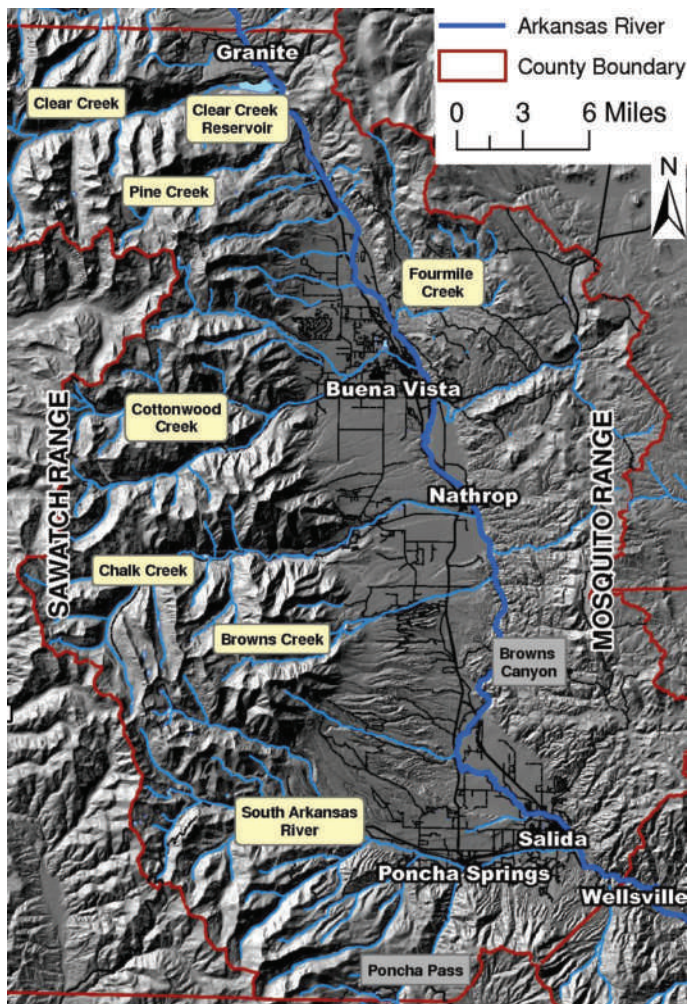 Granite
Arkansas River
County Boundary
0 3 6 Miles
N
Clear Creek
Clear Creek
Reservoir
Pine Creek
Fourmile
Creek
Buena Vista
Cottonwood
Creek
SAWATCH RANGE
MOSQUITO RANGE
Nathrop
Chalk Creek
Browns Creek
Browns
Canyon
South Arkansas
River
Salida
Poncha Springs
Wellsville
Poncha Pass